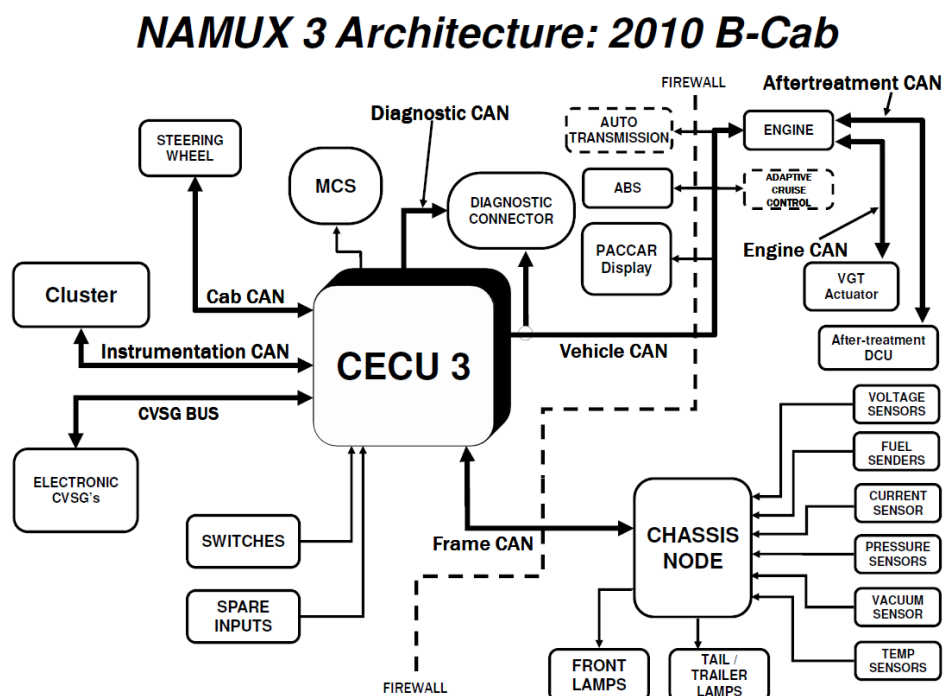 NAMUX 3 Architecture: 2010 B-Cab
FIREWALL
Aftertreatment CAN
Diagnostic CAN
AUTO
TRANSMISSION
ENGINE
STEERING
WHEEL
MCS
DIAGNOSTIC
CONNECTOR
ABS
ADAPTIVE
CRUISE
CONTROL
PACCAR
Display
Engine CAN
VGT
Actuator
Cluster
Cab CAN
Instrumentation CAN
CECU 3
Vehicle CAN
After-treatment
DCU
CVSG BUS
ELECTRONIC
CVSG's
VOLTAGE
SENSORS
FUEL
SENDERS
CURRENT
SENSOR
PRESSURE
SENSORS
VACUUM
SENSOR
TEMP
SENSORS
SWITCHES
Frame CAN
CHASSIS
NODE
SPARE
INPUTS
FRONT
LAMPS
TAIL /
TRAILER
LAMPS
FIREWALL